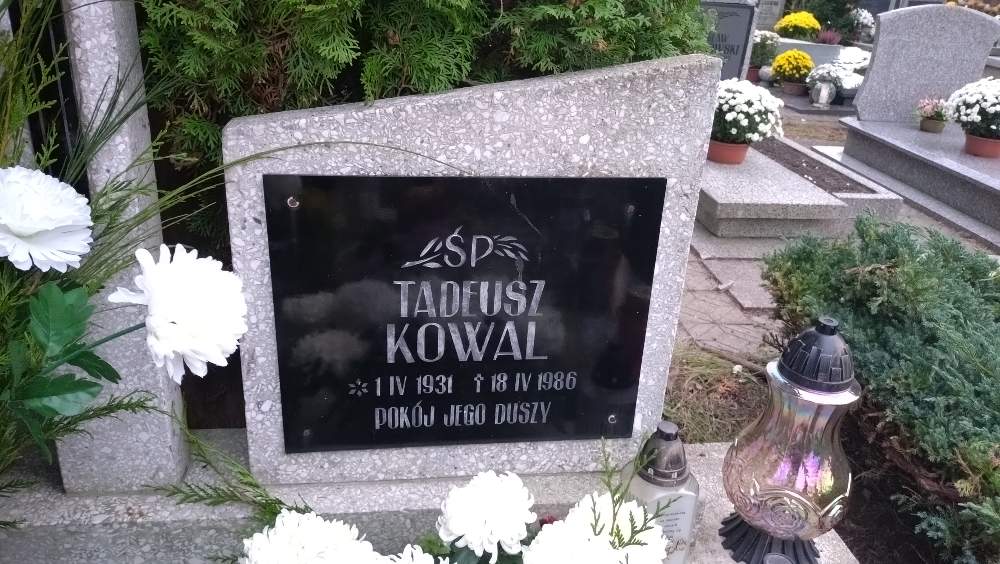 ŚP
TADEUSZ
KOWAL
* 1 IV 1931 † 18 IV 1986
POKÓJ JEGO DUSZY